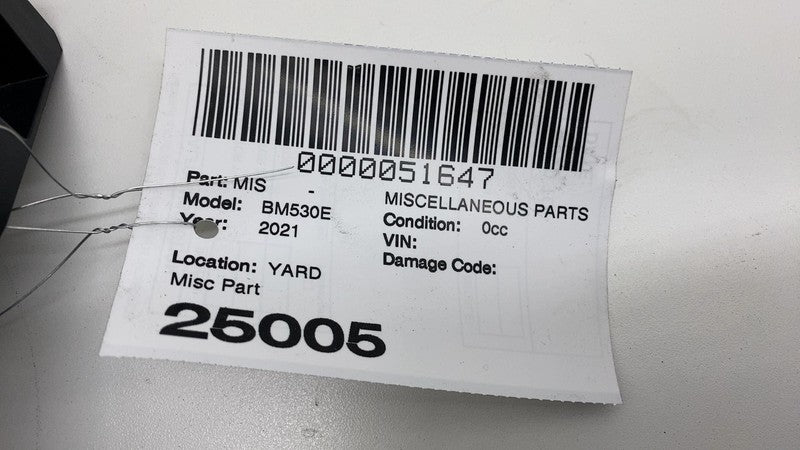 0000051647
Part: MIS -
MISCELLANEOUS PARTS
Model: BM530E
Condition: 0cc
Year: 2021
VIN:
Damage Code:
Location: YARD
Misc Part
25005